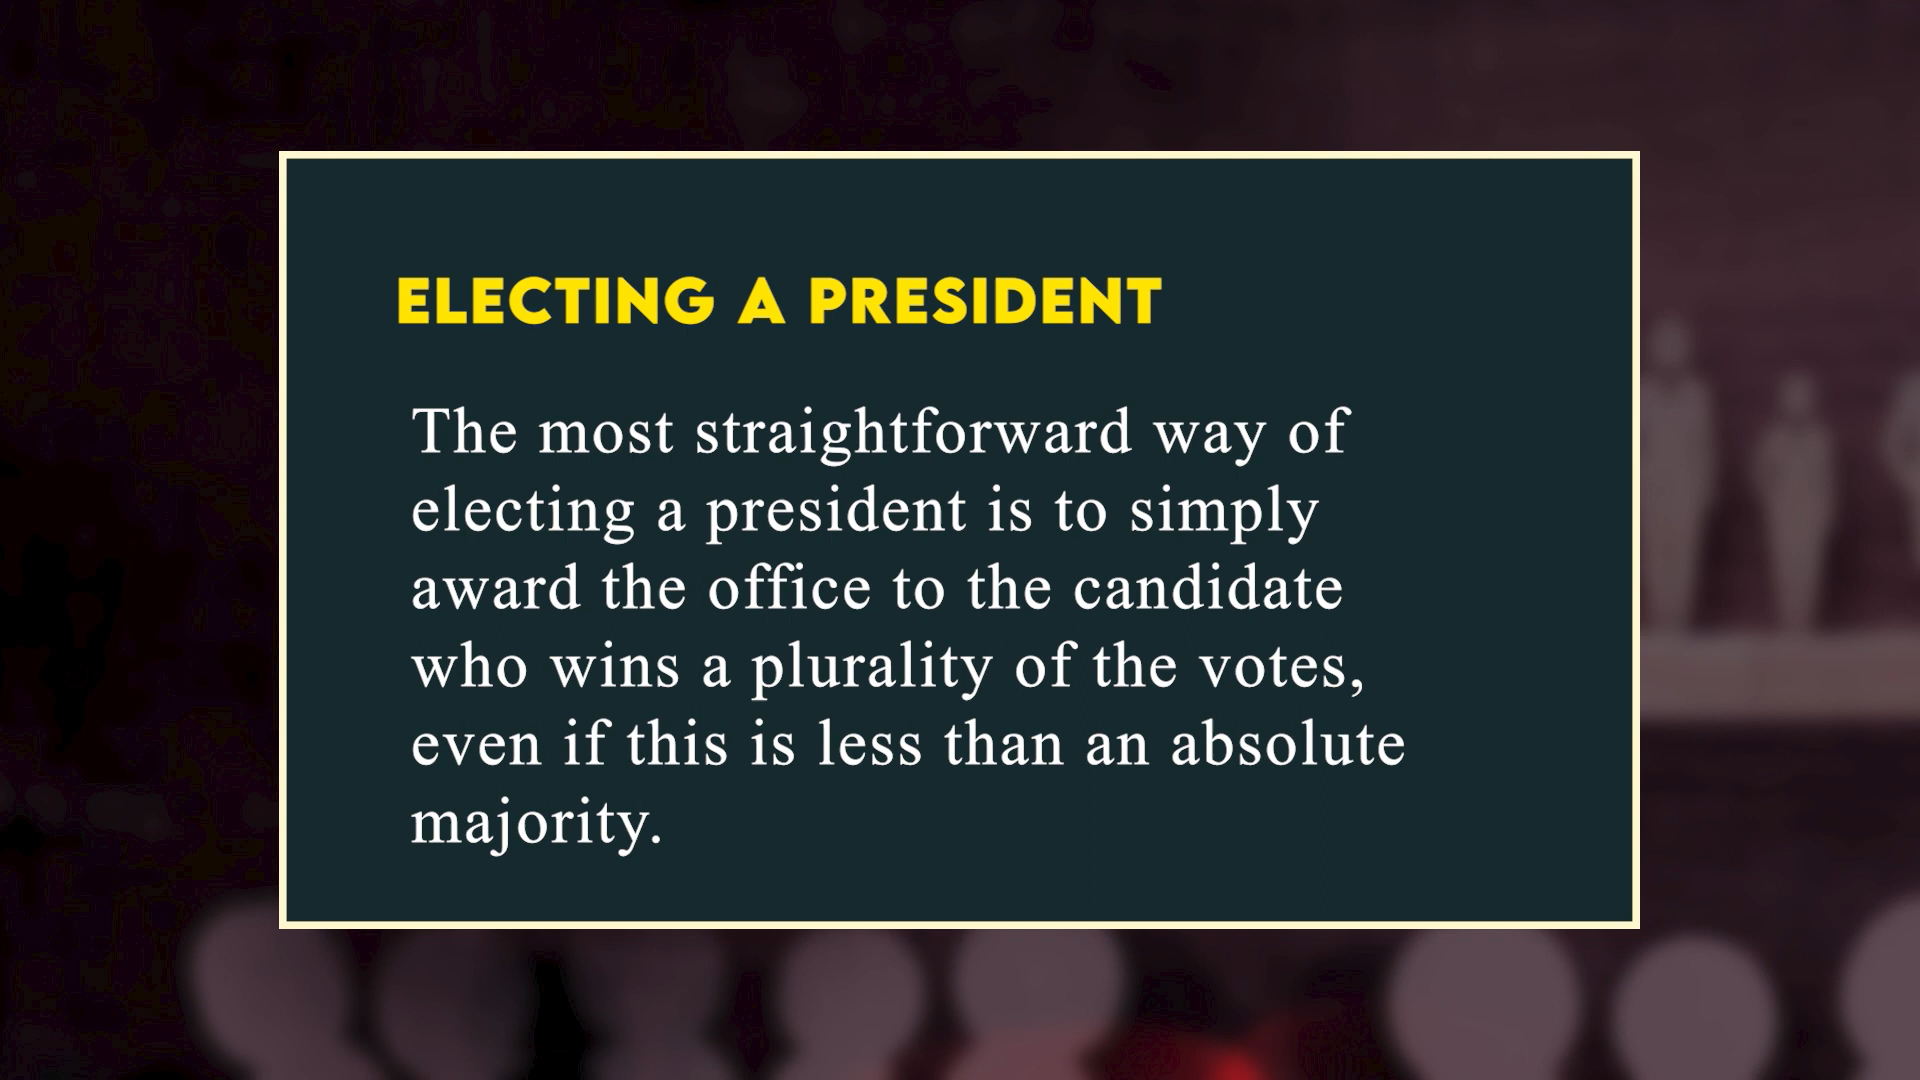 ELECTING A PRESIDENT
The most straightforward way of
electing a president is to simply
award the office to the candidate
who wins a plurality of the votes,
even if this is less than an absolute
majority.